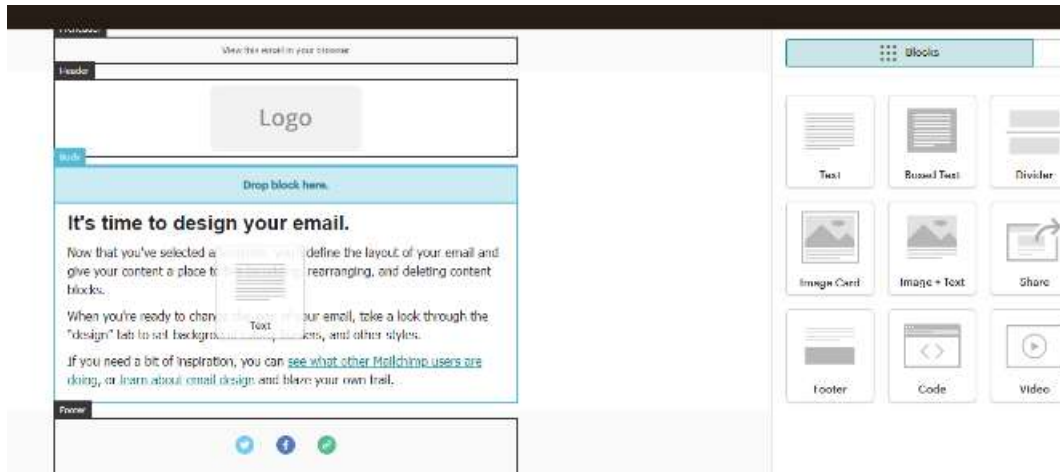 Preheader
View this email in your browser
Header
Logo
Body
Drop block here.
It's time to design your email.
Now that you've selected a define the layout of your email and
give your content a place to rearranging, and deleting content
blocks.
When you're ready to change your email, take a look through the
"design" tab to set background and other styles.
If you need a bit of inspiration, you can see what other Mailchimp users are
doing, or learn about email design and blaze your own trail.
Text
Footer
Blocks
Text
Boxed Text
Divider
Image Card
Image + Text
Share
Footer
Code
Video